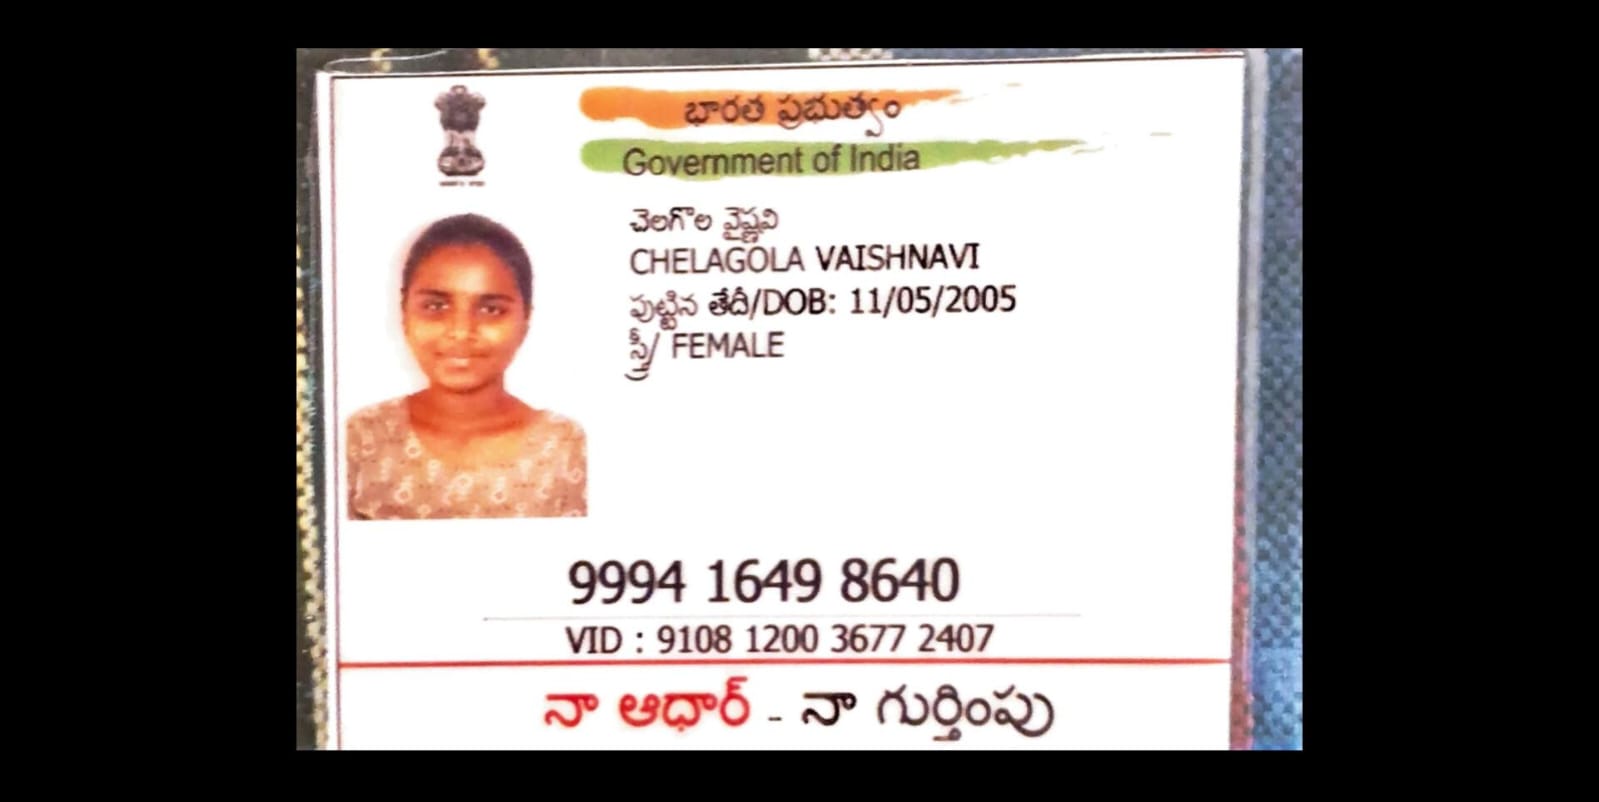 భారత ప్రభుత్వం
Government of India
చెలగొల వైష్ణవి
CHELAGOLA VAISHNAVI
పుట్టిన తేదీ/DOB: 11/05/2005
స్త్రీ/ FEMALE
9994 1649 8640
VID : 9108 1200 3677 2407
నా ఆధార్ - నా గుర్తింపు